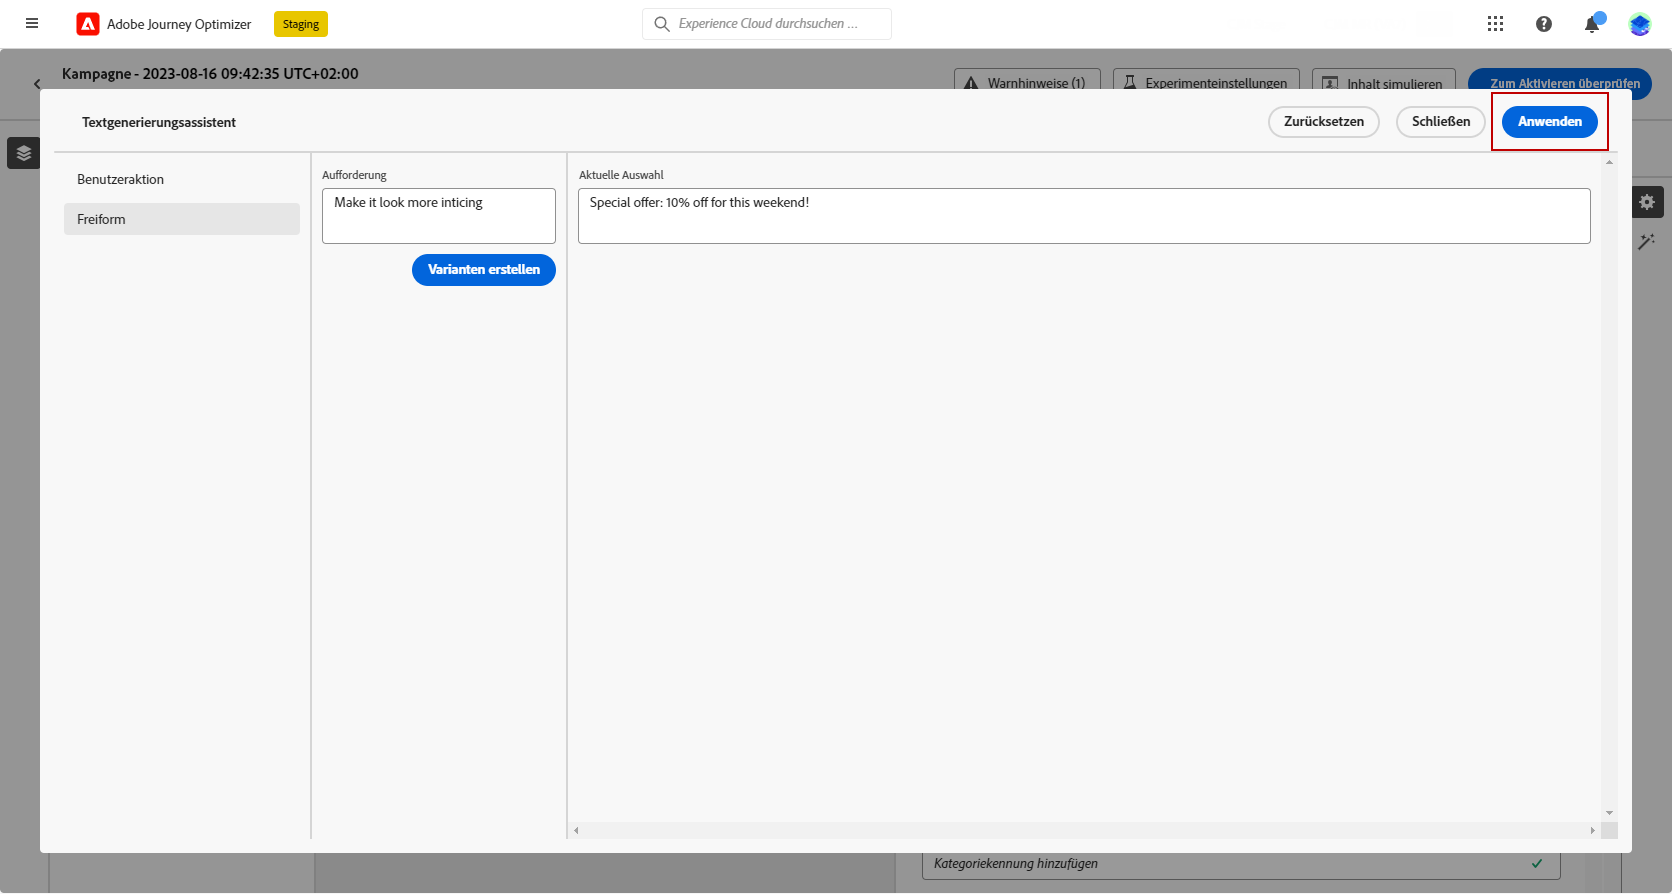 Adobe Journey Optimizer
Staging
Experience Cloud durchsuchen ...
Kampagne - 2023-08-16 09:42:35 UTC+02:00
Warnhinweise (1)
Experimenteinstellungen
Inhalt simulieren
Zum Aktivieren überprüfen
Textgenerierungsassistent
Zurücksetzen
Schließen
Anwenden
Benutzeraktion
Freiform
Aufforderung
Make it look more inticing
Varianten erstellen
Aktuelle Auswahl
Special offer: 10% off for this weekend!
Kategoriekennung hinzufügen